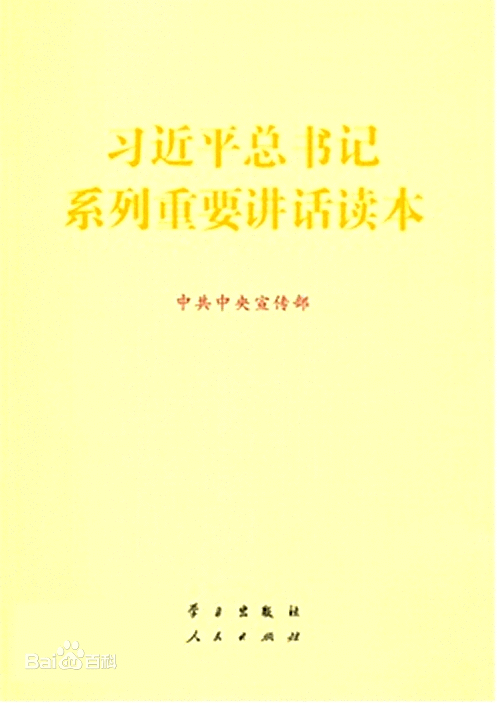 习近平总书记
系列重要讲话读本
中共中央宣传部
学习出版社
人民出版社
Bai百科